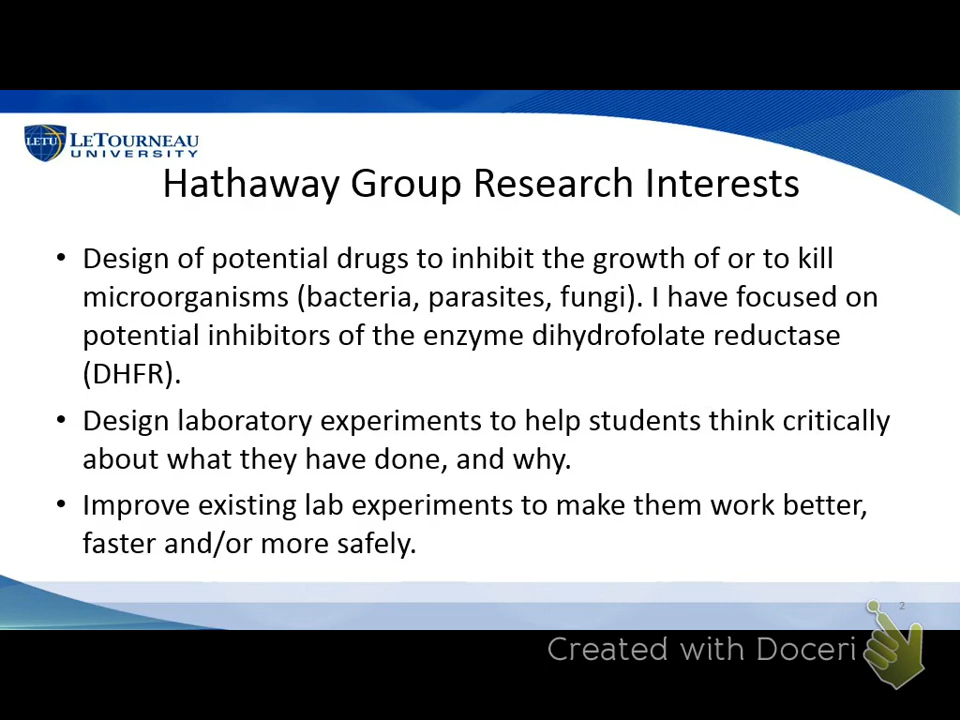 LETU LETOURNEAU
UNIVERSITY
Hathaway Group Research Interests
• Design of potential drugs to inhibit the growth of or to kill
microorganisms (bacteria, parasites, fungi). I have focused on
potential inhibitors of the enzyme dihydrofolate reductase
(DHFR).
• Design laboratory experiments to help students think critically
about what they have done, and why.
• Improve existing lab experiments to make them work better,
faster and/or more safely.
2
Created with Doceri